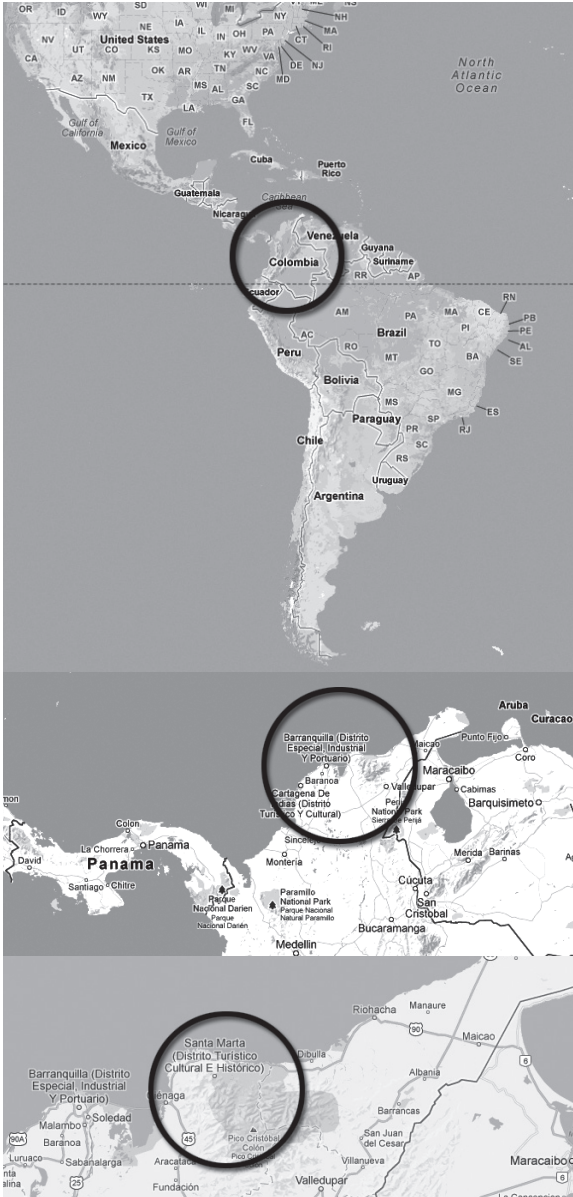 OR
ID
WY
SD
WI
MI
NY
NH
NV
UT
United States
CO
NE
KS
IA
MO
IL
IN
OH
PA
MA
CT
RI
CA
KY
WV
VA
DE
NJ
AZ
NM
OK
AR
TN
NC
MD
TX
MS
AL
SC
LA
GA
FL
North
Atlantic
Ocean
Gulf of
California
Gulf of
Mexico
Mexico
Cuba
Puerto
Rico
Guatemala
Caribbean
Venezuela
Guyana
Suriname
Colombia
RR
AP
AM
PA
MA
CE
RN
PB
PE
AL
SE
PI
AC
RO
Brazil
TO
BA
Peru
MT
GO
Bolivia
MG
ES
MS
Paraguay
SP
RJ
PR
SC
Chile
RS
Uruguay
Argentina
Aruba
Curacao
Barranquilla (Distrito
Especial, Industrial
Y Portuario)
Maicao
Punto Fijo
Coro
Baranoa
Maracaibo
Cartagena De
Indias (Distrito
Turistico Y Cultural)
Valledupar
Cabimas
Barquisimeto
National Park
Colon
La Chorrera
Panama
David
Panama
Santiago
Chitre
Monteria
Merida
Barinas
Cúcuta
San
Cristobal
Parque
Nacional Darien
Parque
Nacional Darién
Paramillo
National Park
Parque Nacional
Natural Paramillo
Bucaramanga
Medellin
Riohacha
Manaure
90
Maicao
Santa Marta
(Distrito Turistico
Cultural E Histórico)
Dibulla
6
Barranquilla (Distrito
Especial, Industrial
Y Portuario)
Albania
Soledad
Malambo
Barrancas
90A
Baranoa
45
Pico Cristóbal
Colón
San Juan
del Cesar
6
Luruaco
Sabanalarga
Villanueva
Maracaibo
25
Fundación
Valledupar